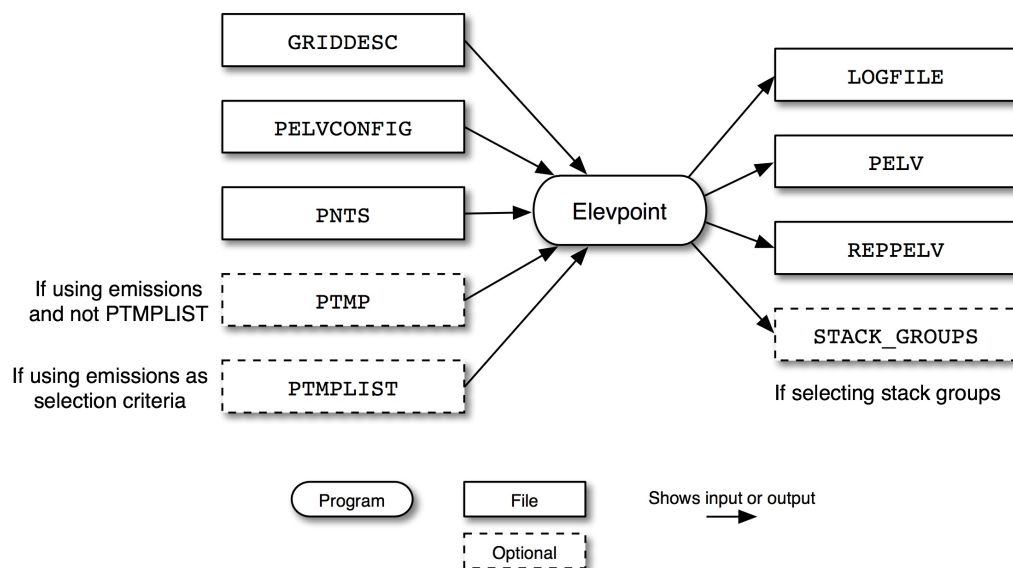 GRIDDESC
PELVCONFIG
PNTS
If using emissions
and not PTMPLIST
PTMP
If using emissions as
selection criteria
PTMPLIST
Elevpoint
LOGFILE
PELV
REPPELV
STACK_GROUPS
If selecting stack groups
Program
File
Shows input or output
Optional